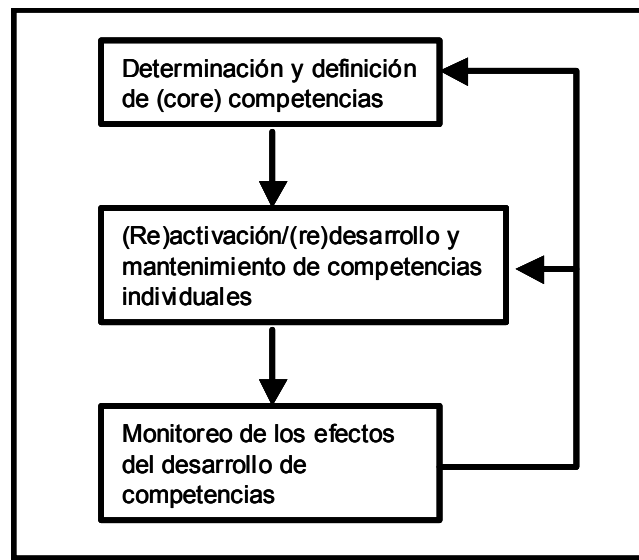 Determinación y definición
de (core) competencias
(Re)activación/(re)desarrollo y
mantenimiento de competencias
individuales
Monitoreo de los efectos
del desarrollo de
competencias